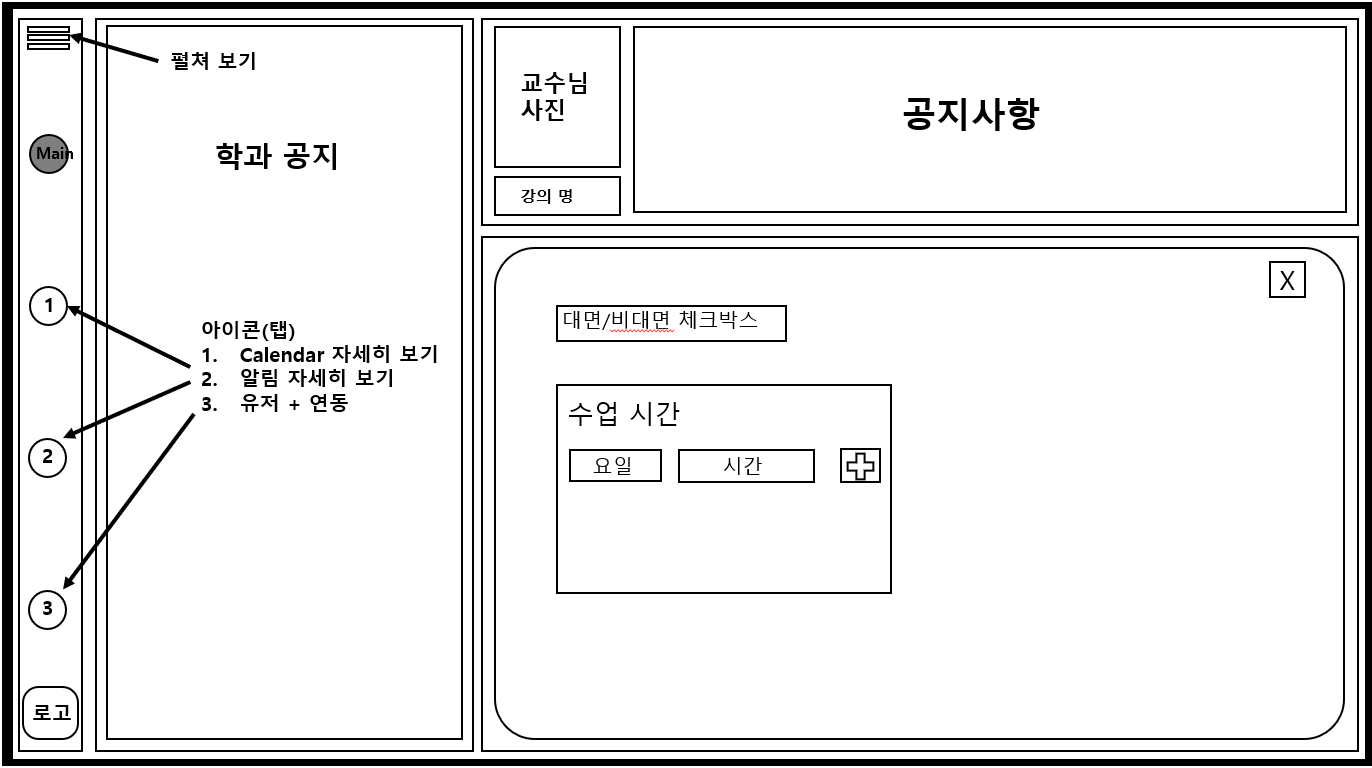 펼쳐 보기
Main
학과 공지
1
아이콘(탭)
1. Calendar 자세히 보기
2. 알림 자세히 보기
3. 유저 + 연동
2
3
로고
교수님
사진
강의 명
공지사항
X
대면/비대면 체크박스
수업 시간
요일
시간